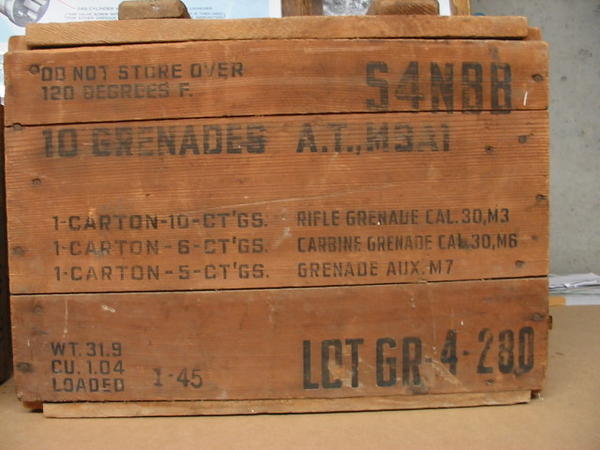 DO NOT STORE OVER
120 DEGREES F.
S4NBB
10 GRENADES A.T., M3A1
1-CARTON-10-CT'GS. RIFLE GRENADE CAL.30,M3
1-CARTON-6-CT'GS. CARBINE GRENADE CAL.30,M6
1-CARTON-5-CT'GS. GRENADE AUX. M7
WT. 31.9
CU. 1.04
LOADED 1-45
LOT GR 4-280